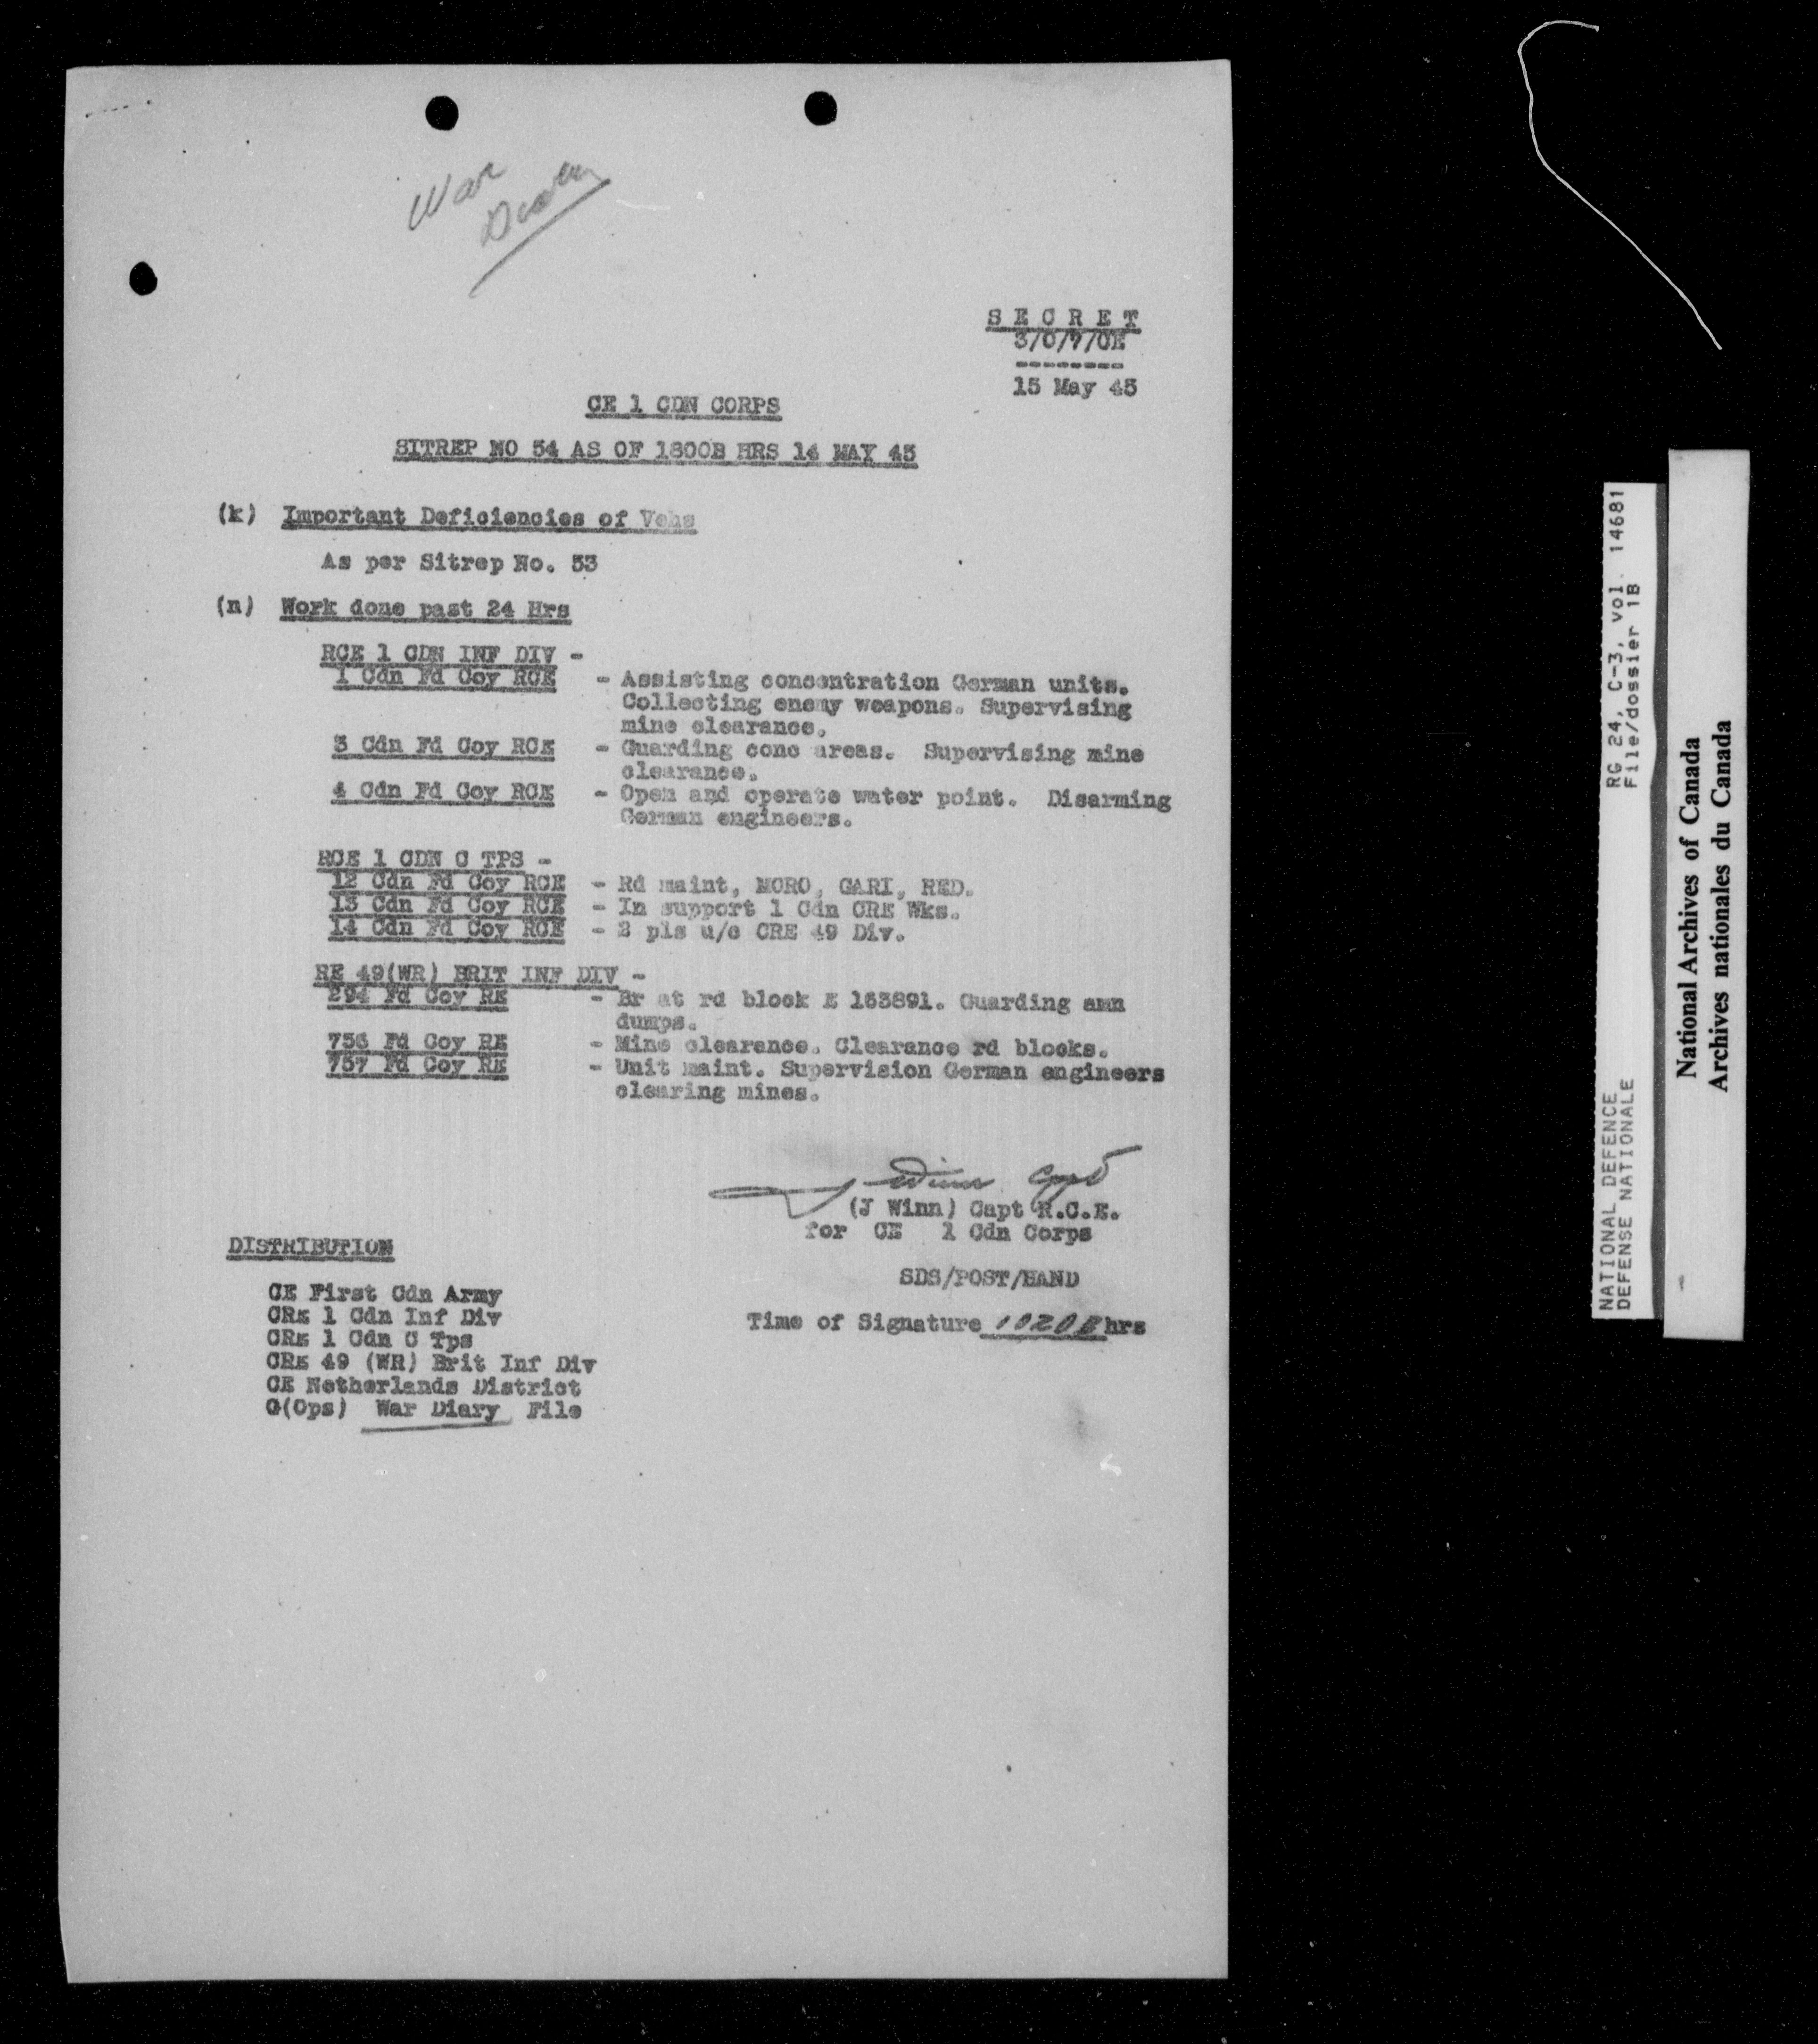 War
Diary
S E C R E T
3/0/7/CE
--------
15 May 45
CE 1 CDN CORPS
SITREP NO 54 AS OF 1800B HRS 14 MAY 45
(k) Important Deficiencies of Vehs
As per Sitrep No. 53
(n) Work done past 24 Hrs
RCE 1 CDN INF DIV -
1 Cdn Fd Coy RCE - Assisting concentration German units.
Collecting enemy weapons. Supervising
mine clearance.
3 Cdn Fd Coy RCE - Guarding conc areas. Supervising mine
clearance.
4 Cdn Fd Coy RCE - Open and operate water point. Disarming
German engineers.
RCE 1 CDN C TPS -
12 Cdn Fd Coy RCE - Rd maint, MORO, GARI, RED.
13 Cdn Fd Coy RCE - In support 1 Cdn CRE Wks.
14 Cdn Fd Coy RCE - 2 pls u/c CRE 49 Div.
RE 49(WR) BRIT INF DIV -
294 Fd Coy RE - Br at rd block E 163891. Guarding amn
dumps.
756 Fd Coy RE - Mine clearance. Clearance rd blocks.
757 Fd Coy RE - Unit maint. Supervision German engineers
clearing mines.
J Winn Capt
(J Winn) Capt R.C.E.
for CE 1 Cdn Corps
DISTRIBUTION
SDS/POST/HAND
CE First Cdn Army
CRE 1 Cdn Inf Div
Time of Signature 1020 B hrs
CRE 1 Cdn C Tps
CRE 49 (WR) Brit Inf Div
CE Netherlands District
G(Ops) War Diary File
NATIONAL DEFENCE RG 24, C-3, vol. 14681
DEFENSE NATIONALE File/dossier 1B
National Archives of Canada
Archives nationales du Canada